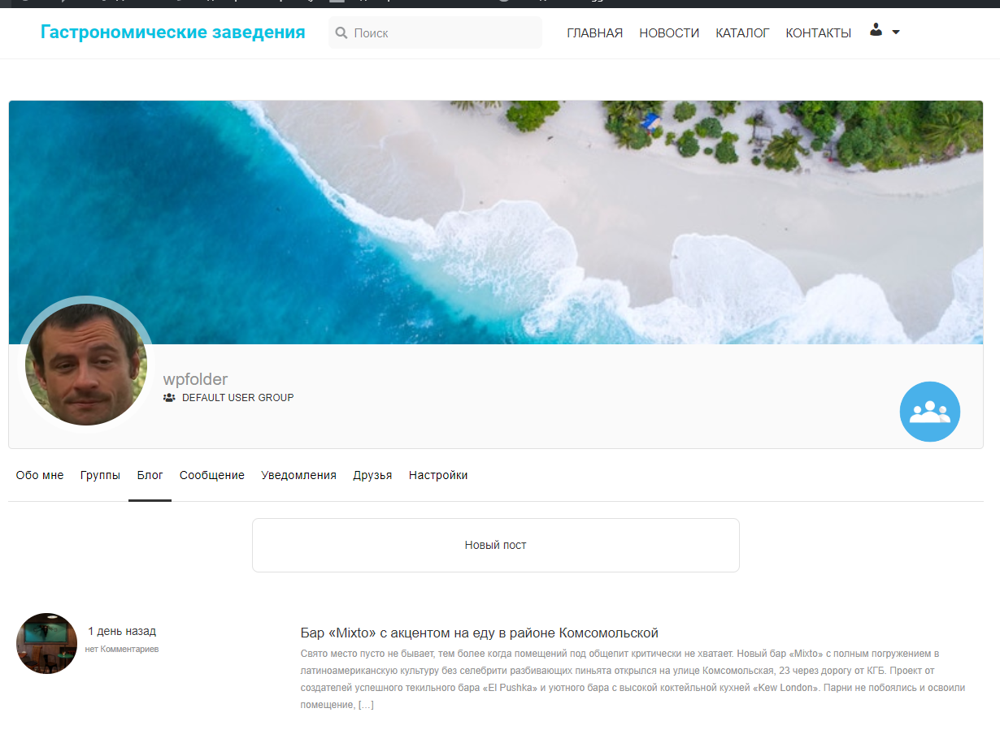 Гастрономические заведения
Поиск
ГЛАВНАЯ НОВОСТИ КАТАЛОГ КОНТАКТЫ
wpfolder
DEFAULT USER GROUP
Обо мне Группы Блог Сообщение Уведомления Друзья Настройки
Новый пост
1 день назад
нет Комментариев
Бар «Mixto» с акцентом на еду в районе Комсомольской
Свято место пусто не бывает, тем более когда помещений под общепит критически не хватает. Новый бар «Mixto» с полным погружением в
латиноамериканскую культуру без селебрити разбивающих пиньята открылся на улице Комсомольская, 23 через дорогу от КГБ. Проект от
создателей успешного текильного бара «El Pushka» и уютного бара с высокой коктейльной кухней «Kew London». Парни не побоялись и освоили
помещение, […]